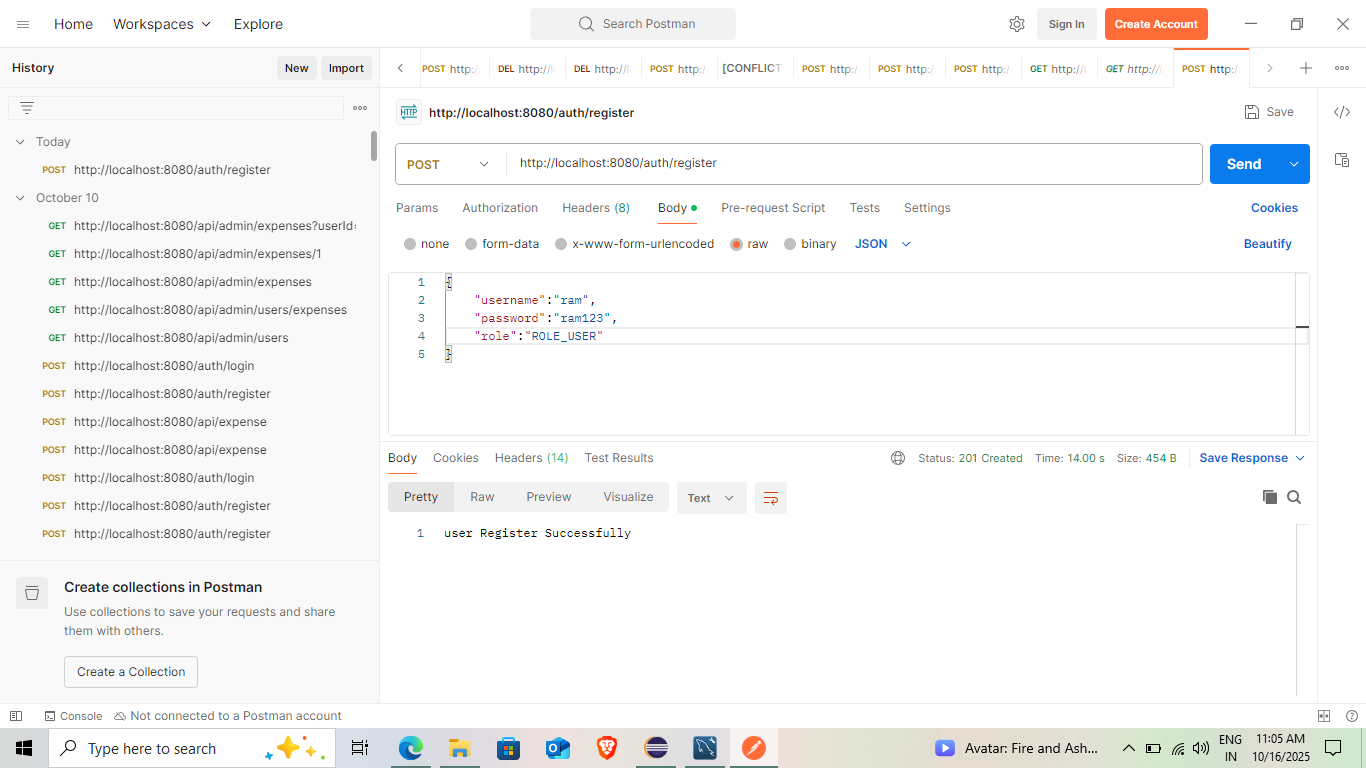 Home Workspaces Explore Search Postman Sign In Create Account
History New Import
POST http:/ DEL http://l DEL http://l POST http:/ [CONFLICT POST http:/ POST http:/ POST http:/ GET http://l GET http://l POST http:/
HTTP http://localhost:8080/auth/register Save
Today
POST http://localhost:8080/auth/register
October 10
GET http://localhost:8080/api/admin/expenses?userId=
GET http://localhost:8080/api/admin/expenses/1
GET http://localhost:8080/api/admin/expenses
GET http://localhost:8080/api/admin/users/expenses
GET http://localhost:8080/api/admin/users
POST http://localhost:8080/auth/login
POST http://localhost:8080/auth/register
POST http://localhost:8080/api/expense
POST http://localhost:8080/api/expense
POST http://localhost:8080/auth/login
POST http://localhost:8080/auth/register
POST http://localhost:8080/auth/register
Create collections in Postman
Use collections to save your requests and share
them with others.
Create a Collection
POST http://localhost:8080/auth/register Send
Params Authorization Headers (8) Body Pre-request Script Tests Settings Cookies
none form-data x-www-form-urlencoded raw binary JSON Beautify
1 {
2 "username":"ram",
3 "password":"ram123",
4 "role":"ROLE_USER"
5 }
Body Cookies Headers (14) Test Results Status: 201 Created Time: 14.00 s Size: 454 B Save Response
Pretty Raw Preview Visualize Text
1 user Register Successfully
Console Not connected to a Postman account
Type here to search Avatar: Fire and Ash... ENG 11:05 AM
IN 10/16/2025